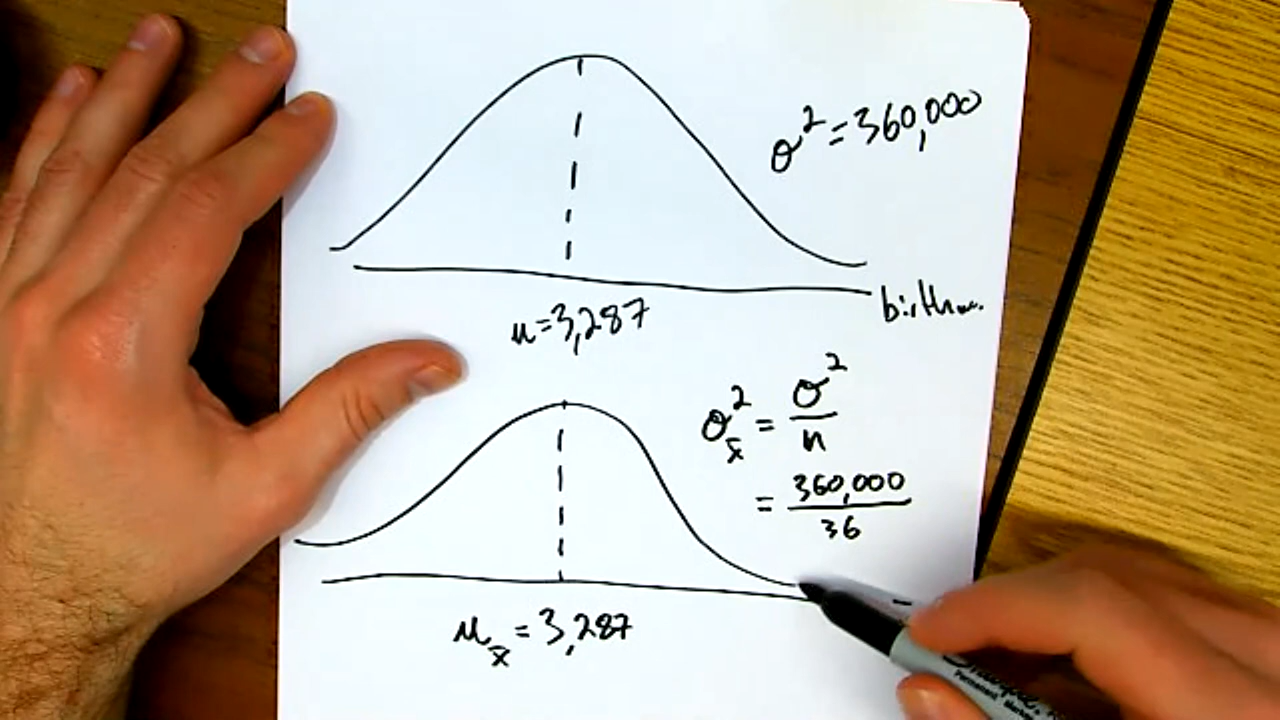 σ² = 360,000
μ = 3,287
σ²x̄ = σ²/n
= 360,000/36
μx̄ = 3,287